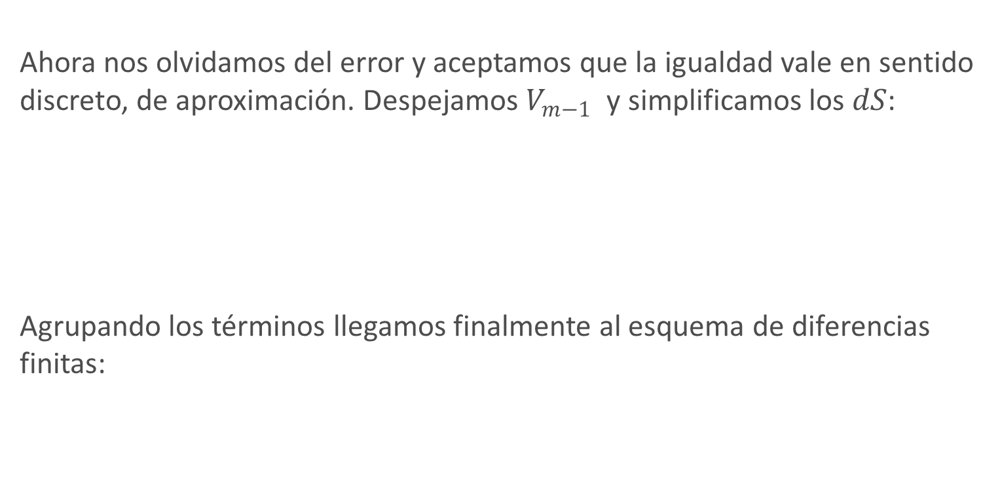 Ahora nos olvidamos del error y aceptamos que la igualdad vale en sentido
discreto, de aproximación. Despejamos $V_{m-1}$ y simplificamos los $dS$:
Agrupando los términos llegamos finalmente al esquema de diferencias
finitas: